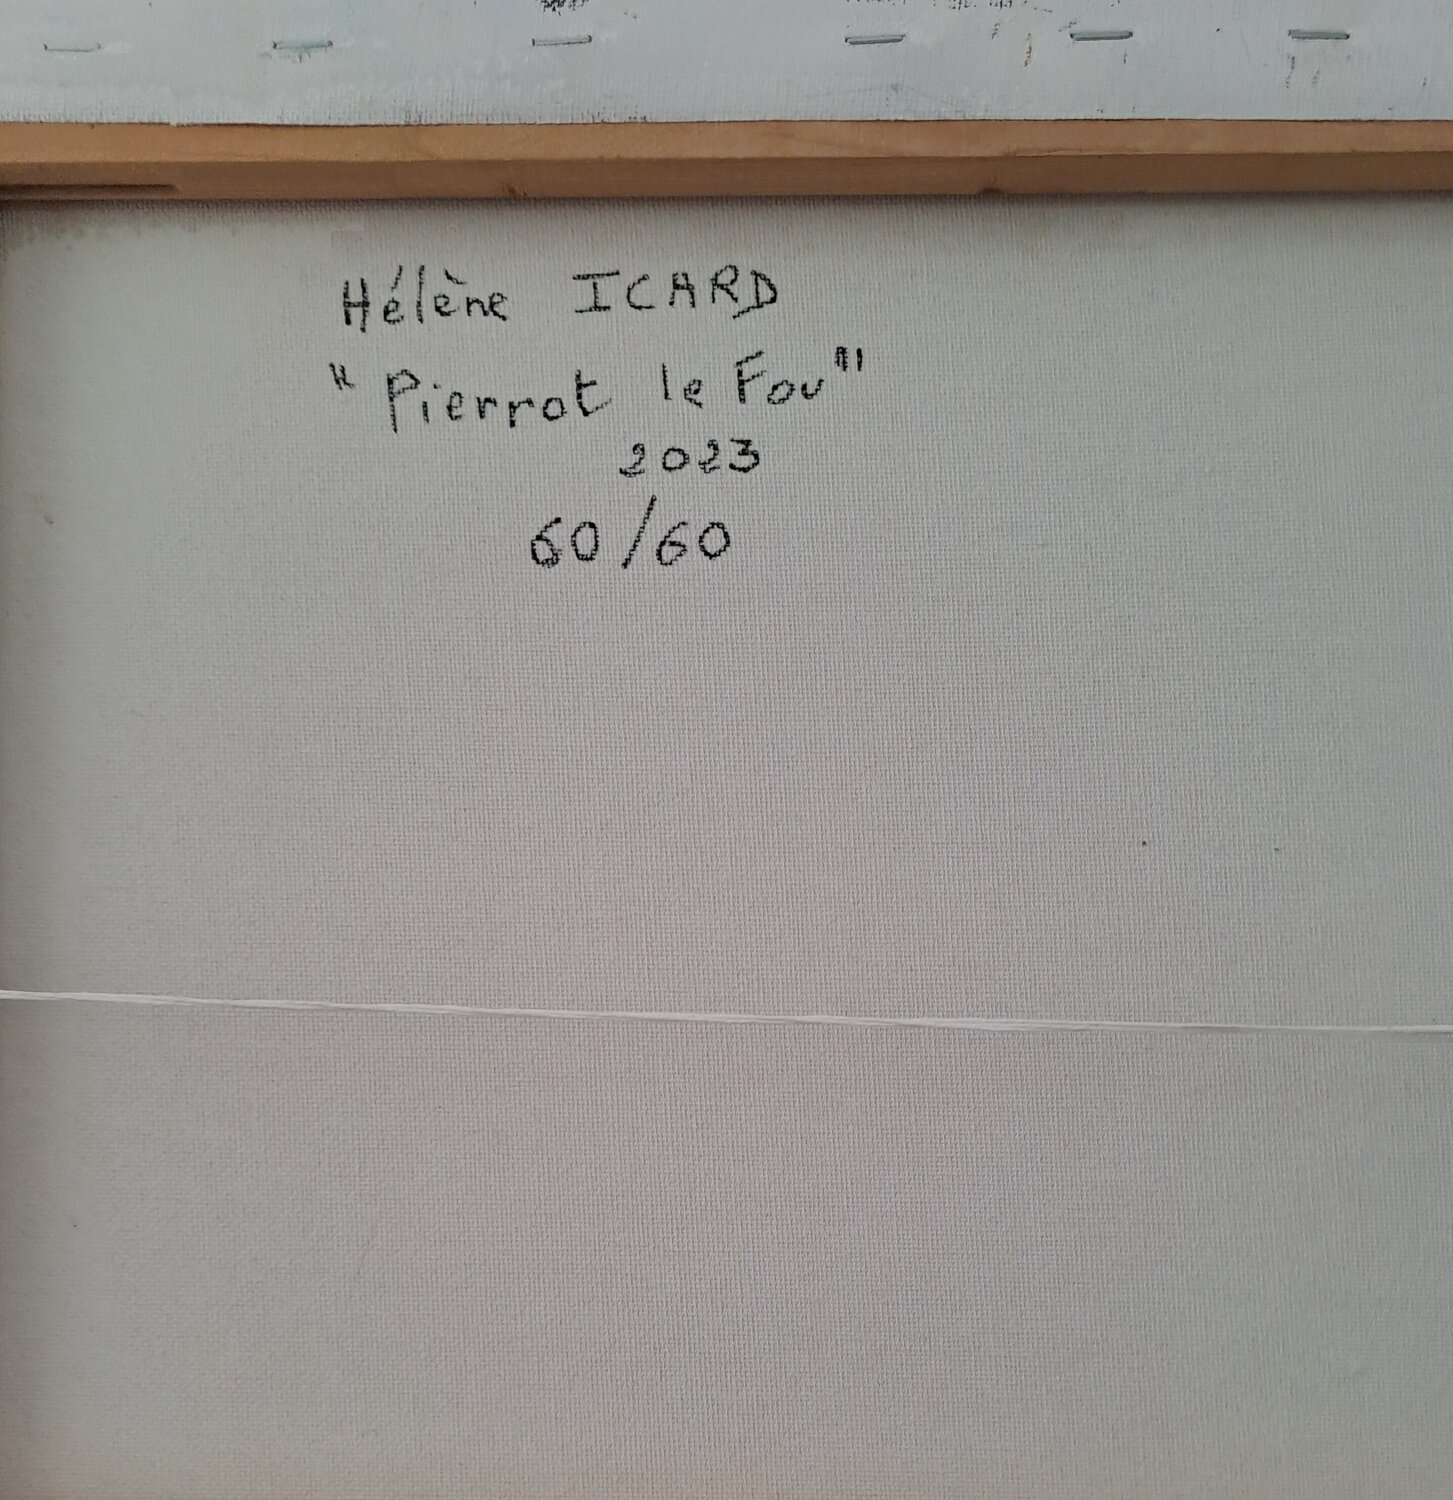 Hélène ICARD
"Pierrot le Fou"
2023
60/60